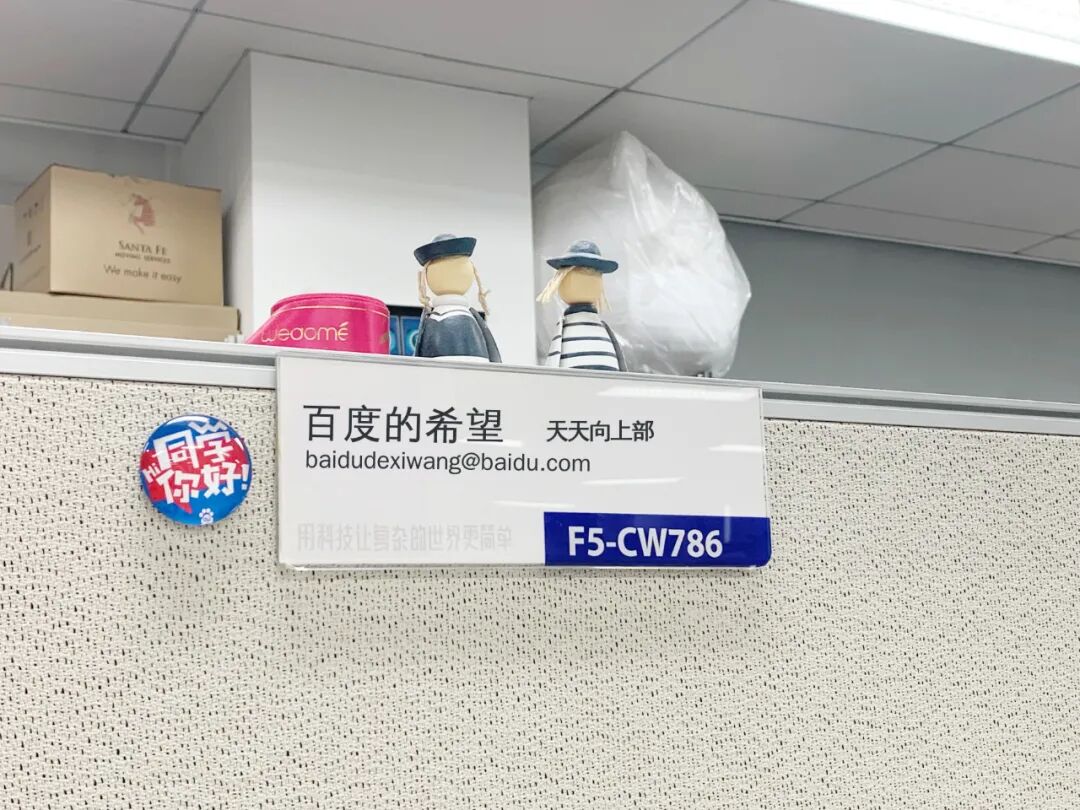 SANTA FE
MOVING SERVICES
We make it easy
wedomé
百度的希望 天天向上部
baidudexiwang@baidu.com
Hi 同学
你好!
用科技让复杂的世界更简单
F5-CW786